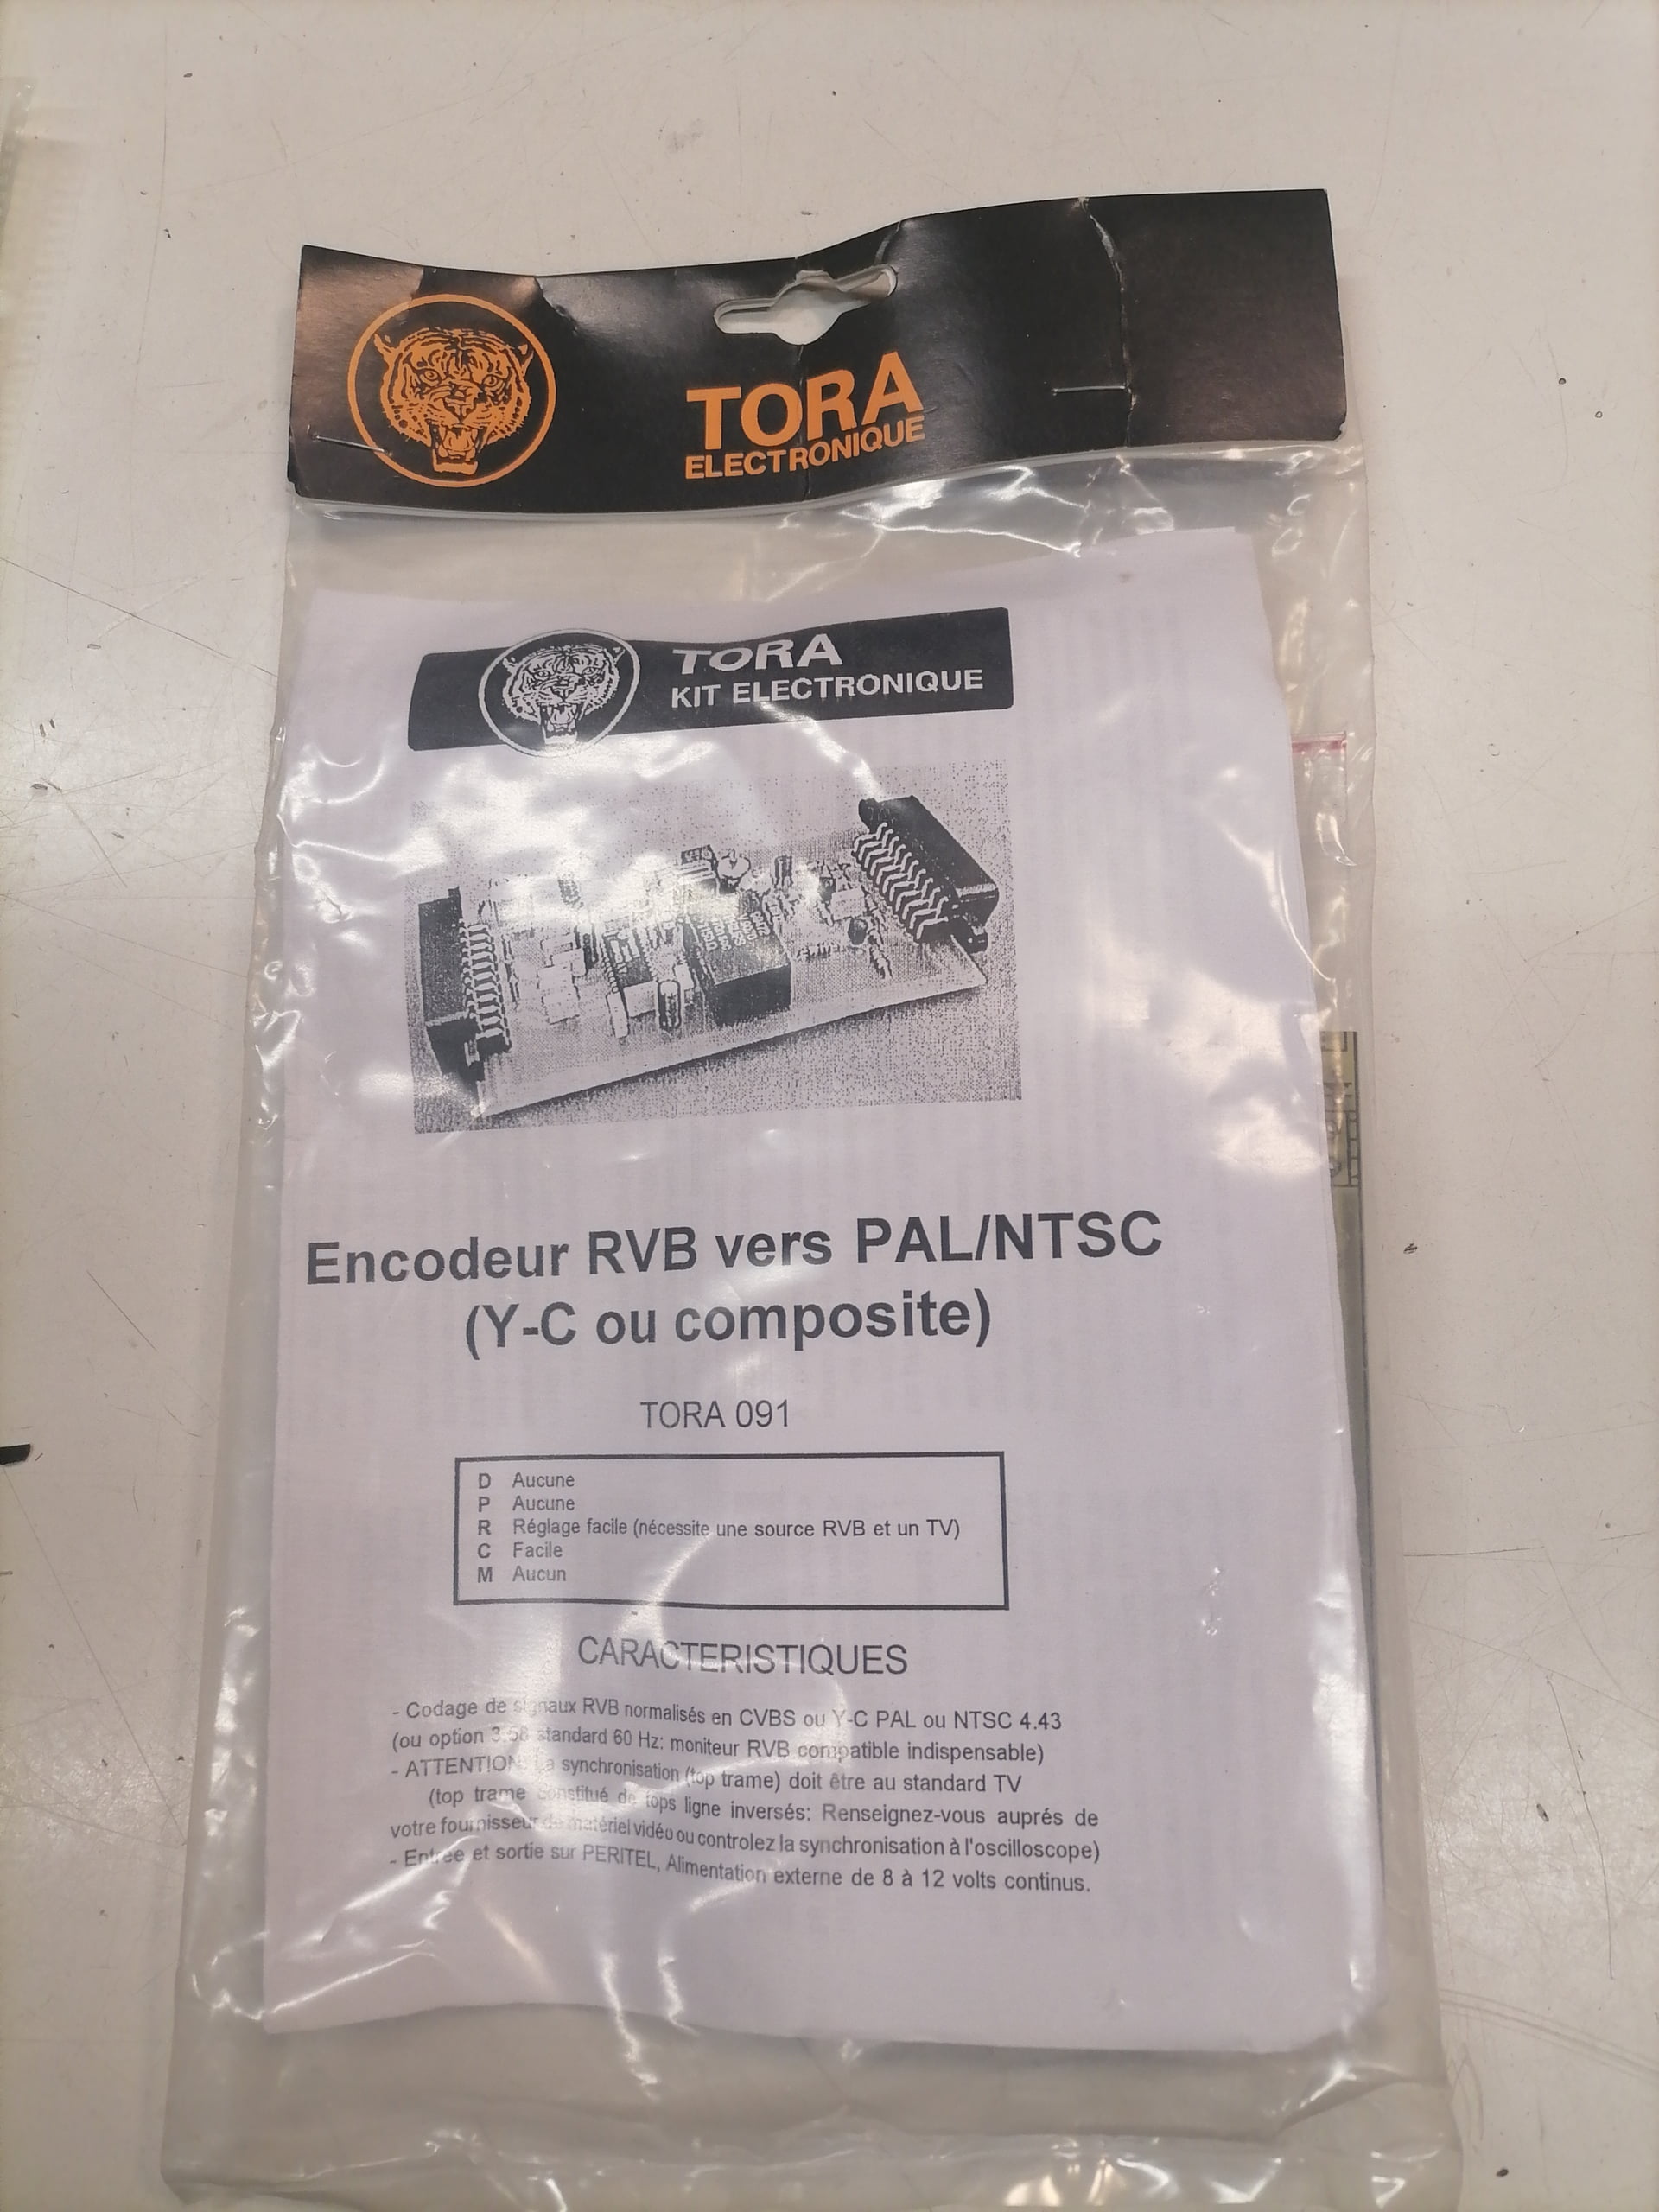 TORA
ELECTRONIQUE
TORA
KIT ELECTRONIQUE
Encodeur RVB vers PAL/NTSC
(Y-C ou composite)
TORA 091
D Aucune
P Aucune
R Réglage facile (nécessite une source RVB et un TV)
C Facile
M Aucun
CARACTERISTIQUES
- Codage de signaux RVB normalisés en CVBS ou Y-C PAL ou NTSC 4.43
(ou option 3.58 standard 60 Hz: moniteur RVB compatible indispensable)
- ATTENTION: La synchronisation (top trame) doit être au standard TV
(top trame constitué de tops ligne inversés: Renseignez-vous auprés de
votre fournisseur de matériel vidéo ou controlez la synchronisation à l'oscilloscope)
- Entrée et sortie sur PERITEL, Alimentation externe de 8 à 12 volts continus.